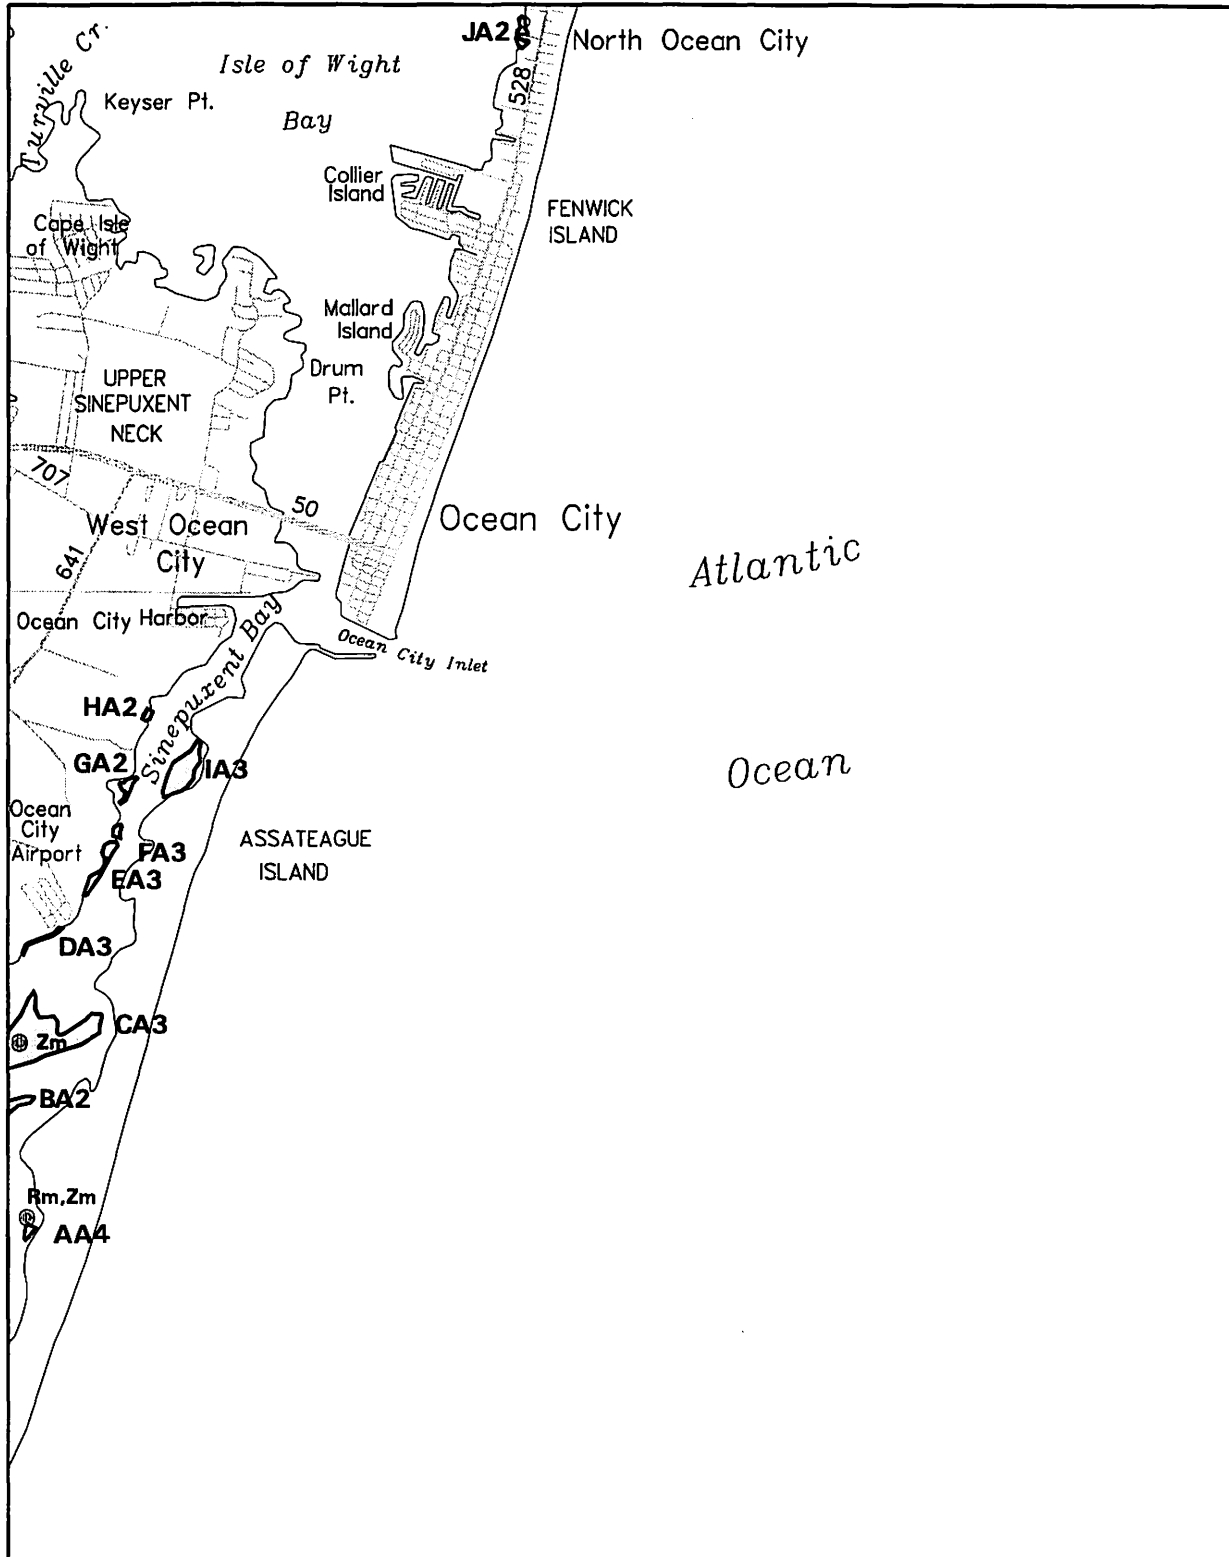 JA2
North Ocean City
Turville Cr.
Isle of Wight
Bay
528
Keyser Pt.
Collier
Island
FENWICK
ISLAND
Cape Isle
of Wight
Mallard
Island
Drum
Pt.
UPPER
SINEPUXENT
NECK
707
50
Ocean City
West Ocean
City
641
Atlantic
Ocean City Harbor
Ocean City Inlet
Sinepuxent Bay
HA2
GA2
IA3
Ocean
Ocean
City
Airport
FA3
ASSATEAGUE
ISLAND
EA3
DA3
CA3
Zm
BA2
Rm,Zm
AA4